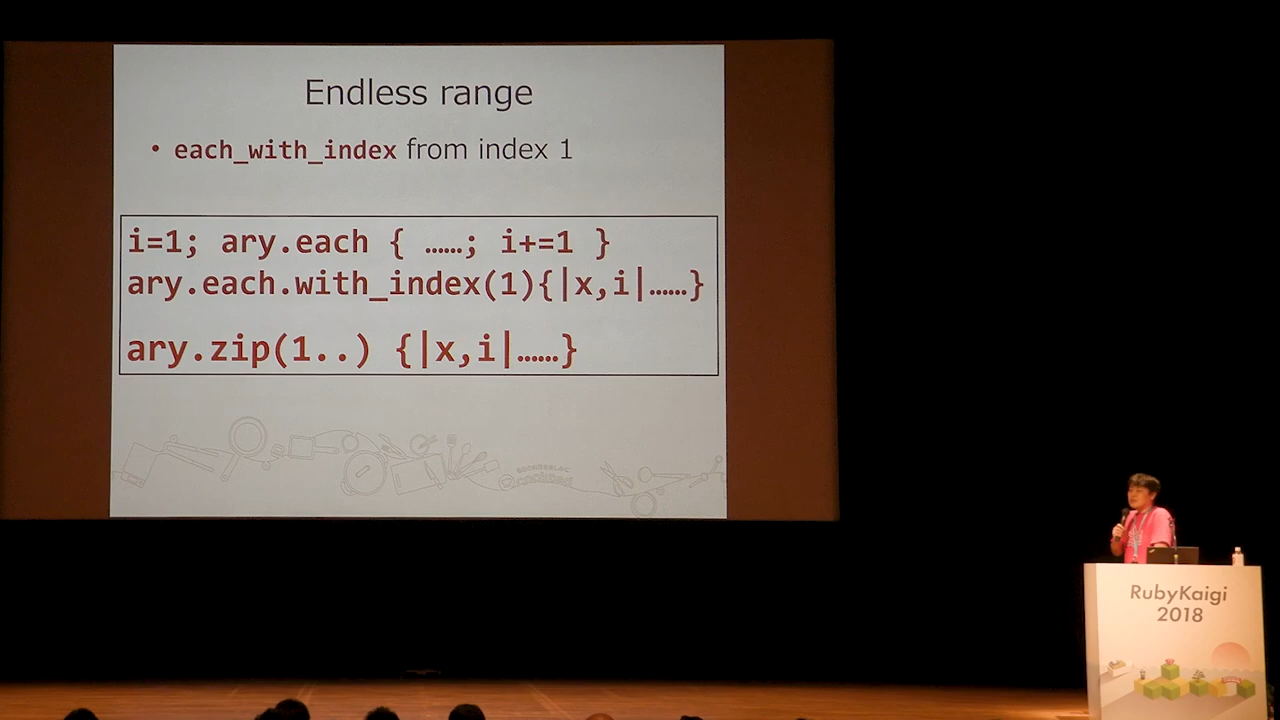 Endless range
• each_with_index from index 1
i=1; ary.each { ……; i+=1 }
ary.each.with_index(1){|x,i|……}
ary.zip(1..) {|x,i|……}
cookpad
RubyKaigi
2018